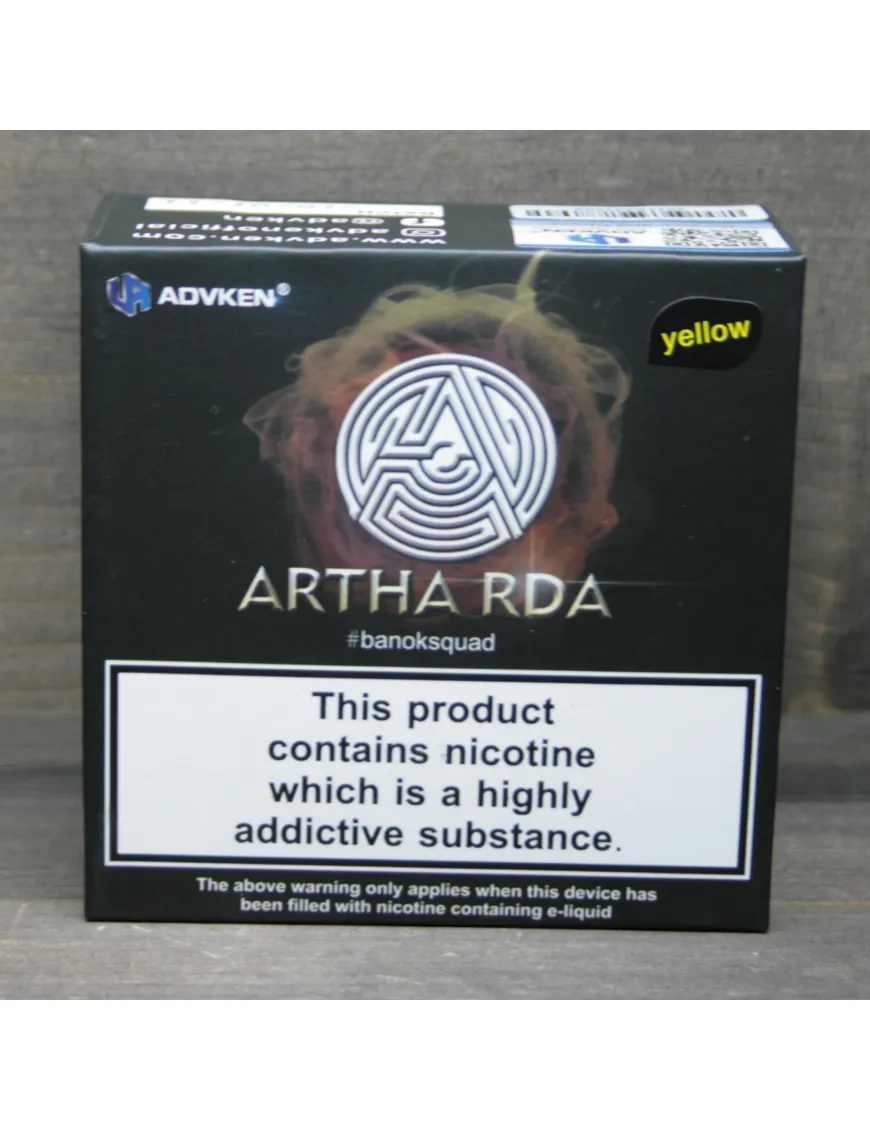 www.advken.com
@advkenofficial
@advken
ADVKEN®
yellow
ARTHA RDA
#banoksquad
This product
contains nicotine
which is a highly
addictive substance.
The above warning only applies when this device has
been filled with nicotine containing e-liquid